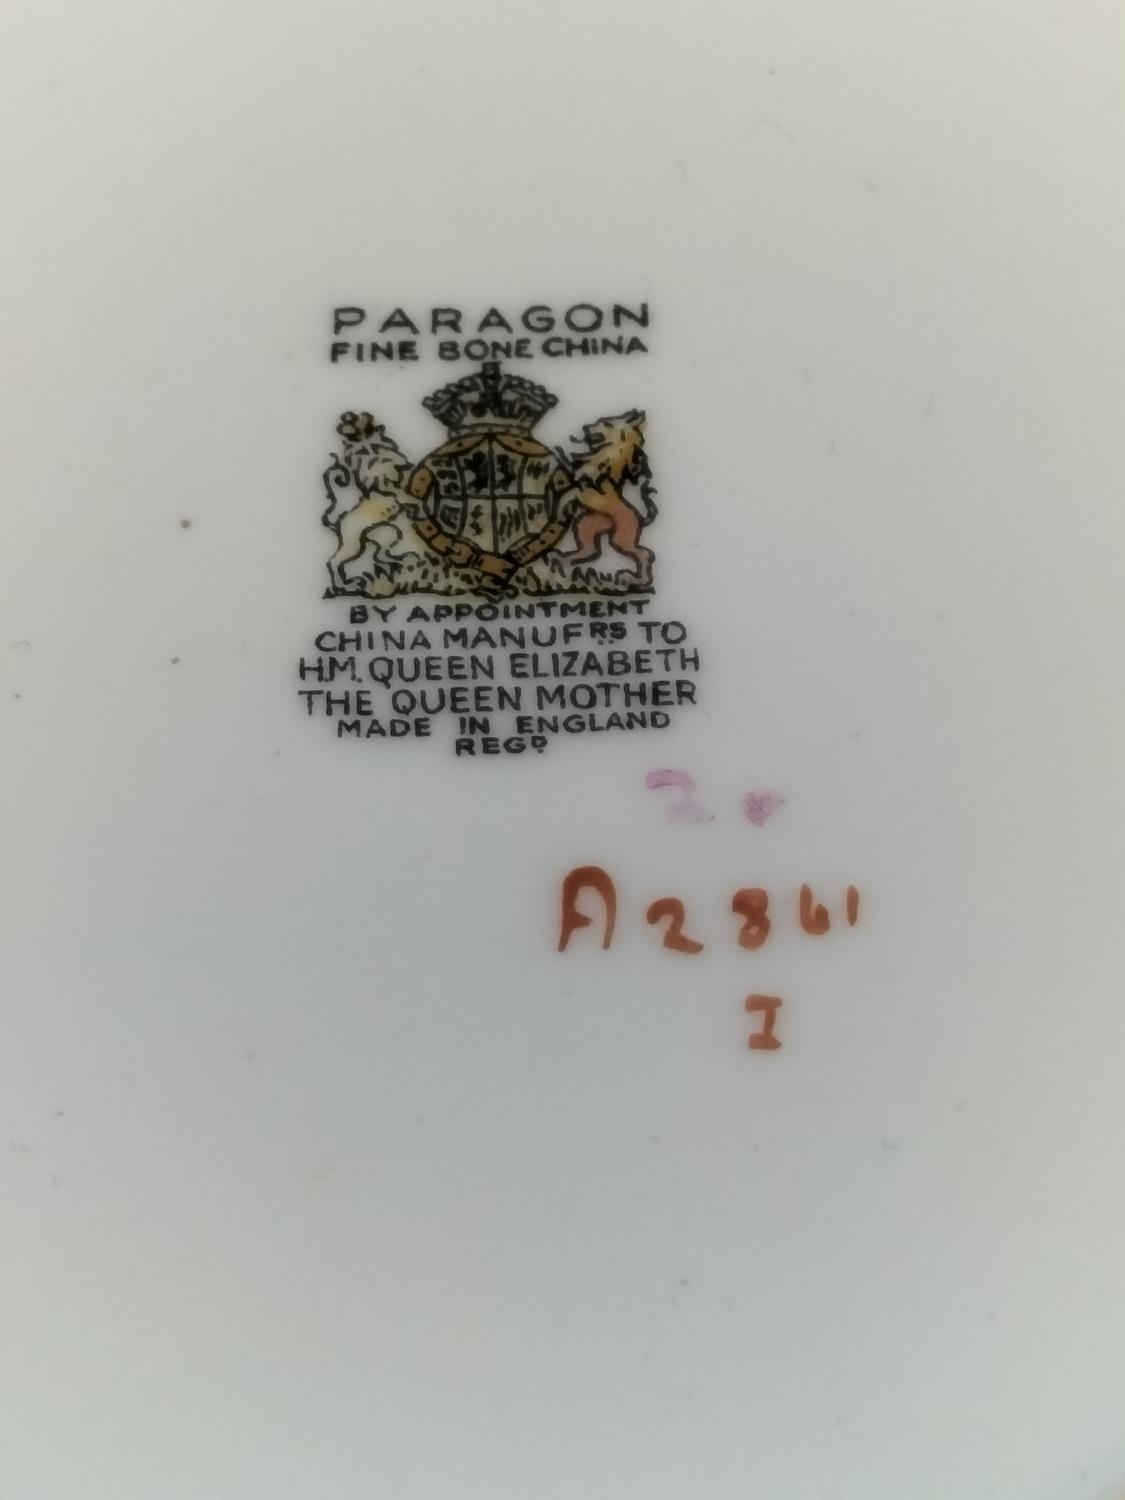 PARAGON
FINE BONE CHINA
BY APPOINTMENT
CHINA MANUFRS TO
H.M. QUEEN ELIZABETH
THE QUEEN MOTHER
MADE IN ENGLAND
REGD
A2861
I